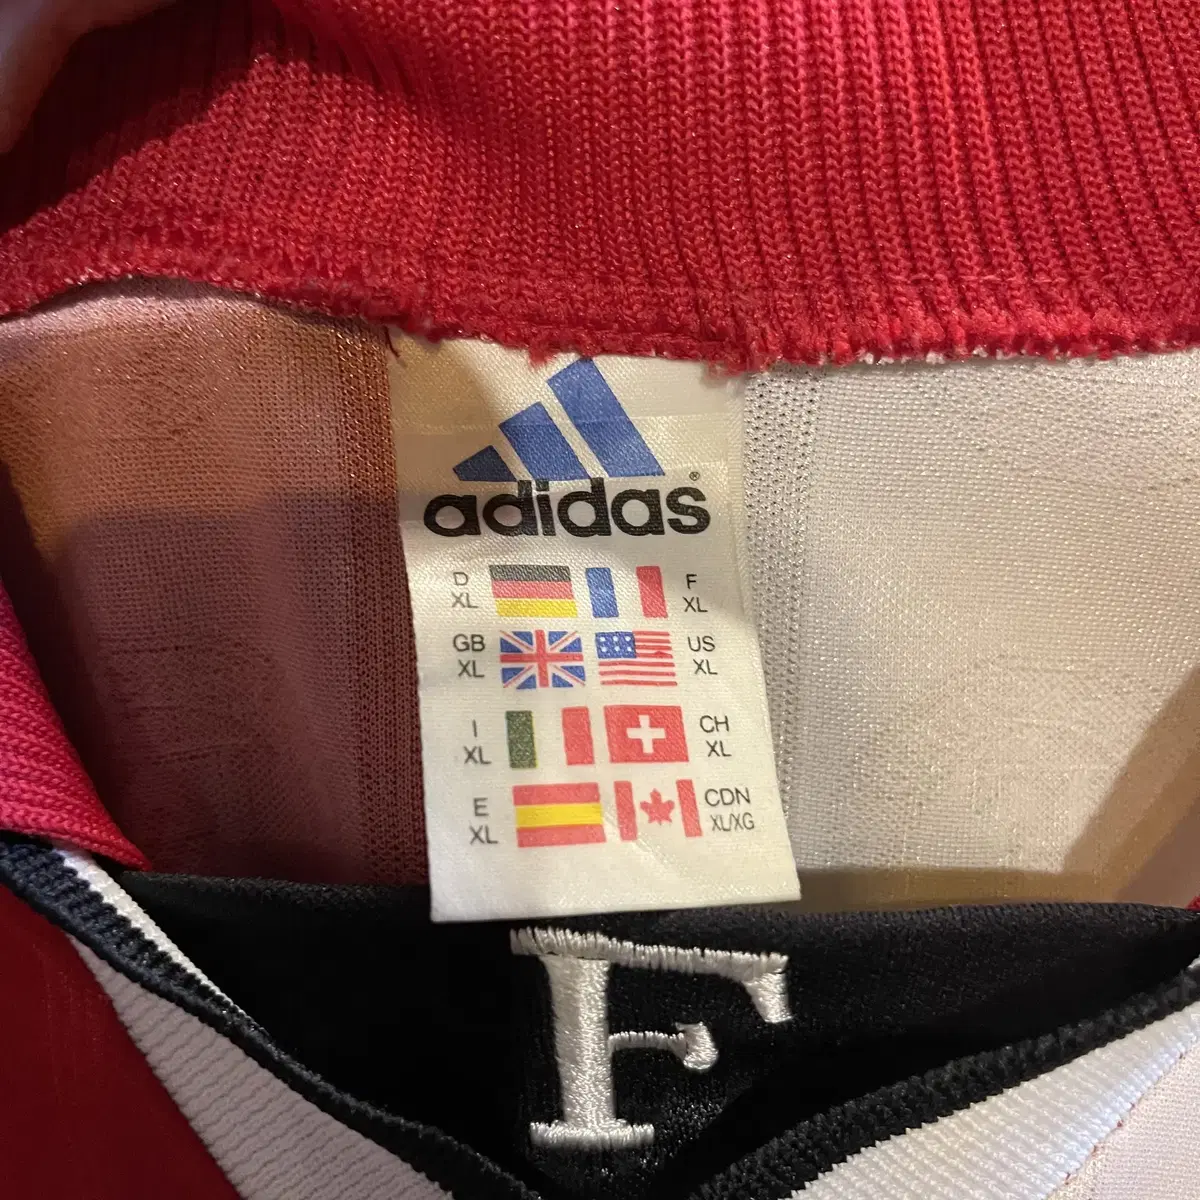 adidas®
D XL F XL
GB XL US XL
I XL CH XL
E XL CDN XL/XG
F